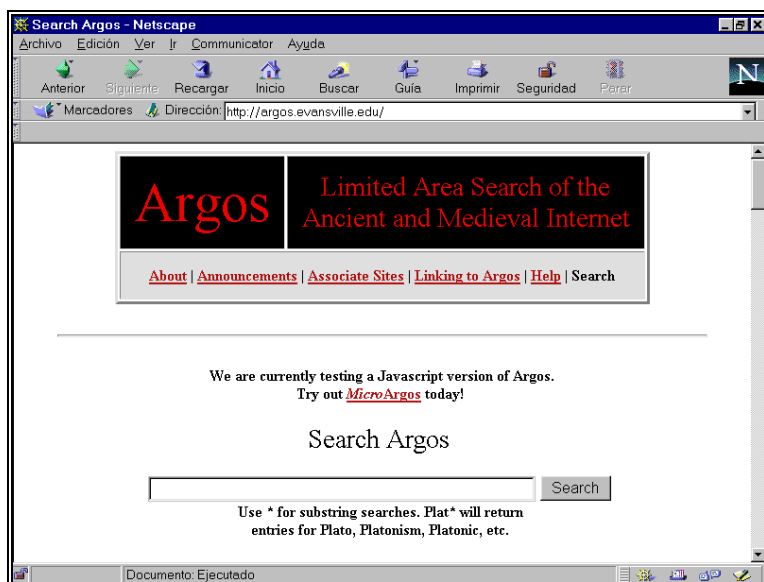 Search Argos - Netscape
Archivo Edición Ver Ir Communicator Ayuda
Anterior Siguiente Recargar Inicio Buscar Guía Imprimir Seguridad Parar
N
Marcadores Dirección: http://argos.evansville.edu/
Argos
Limited Area Search of the
Ancient and Medieval Internet
About | Announcements | Associate Sites | Linking to Argos | Help | Search
We are currently testing a Javascript version of Argos.
Try out MicroArgos today!
Search Argos
Search
Use * for substring searches. Plat* will return
entries for Plato, Platonism, Platonic, etc.
Documento: Ejecutado